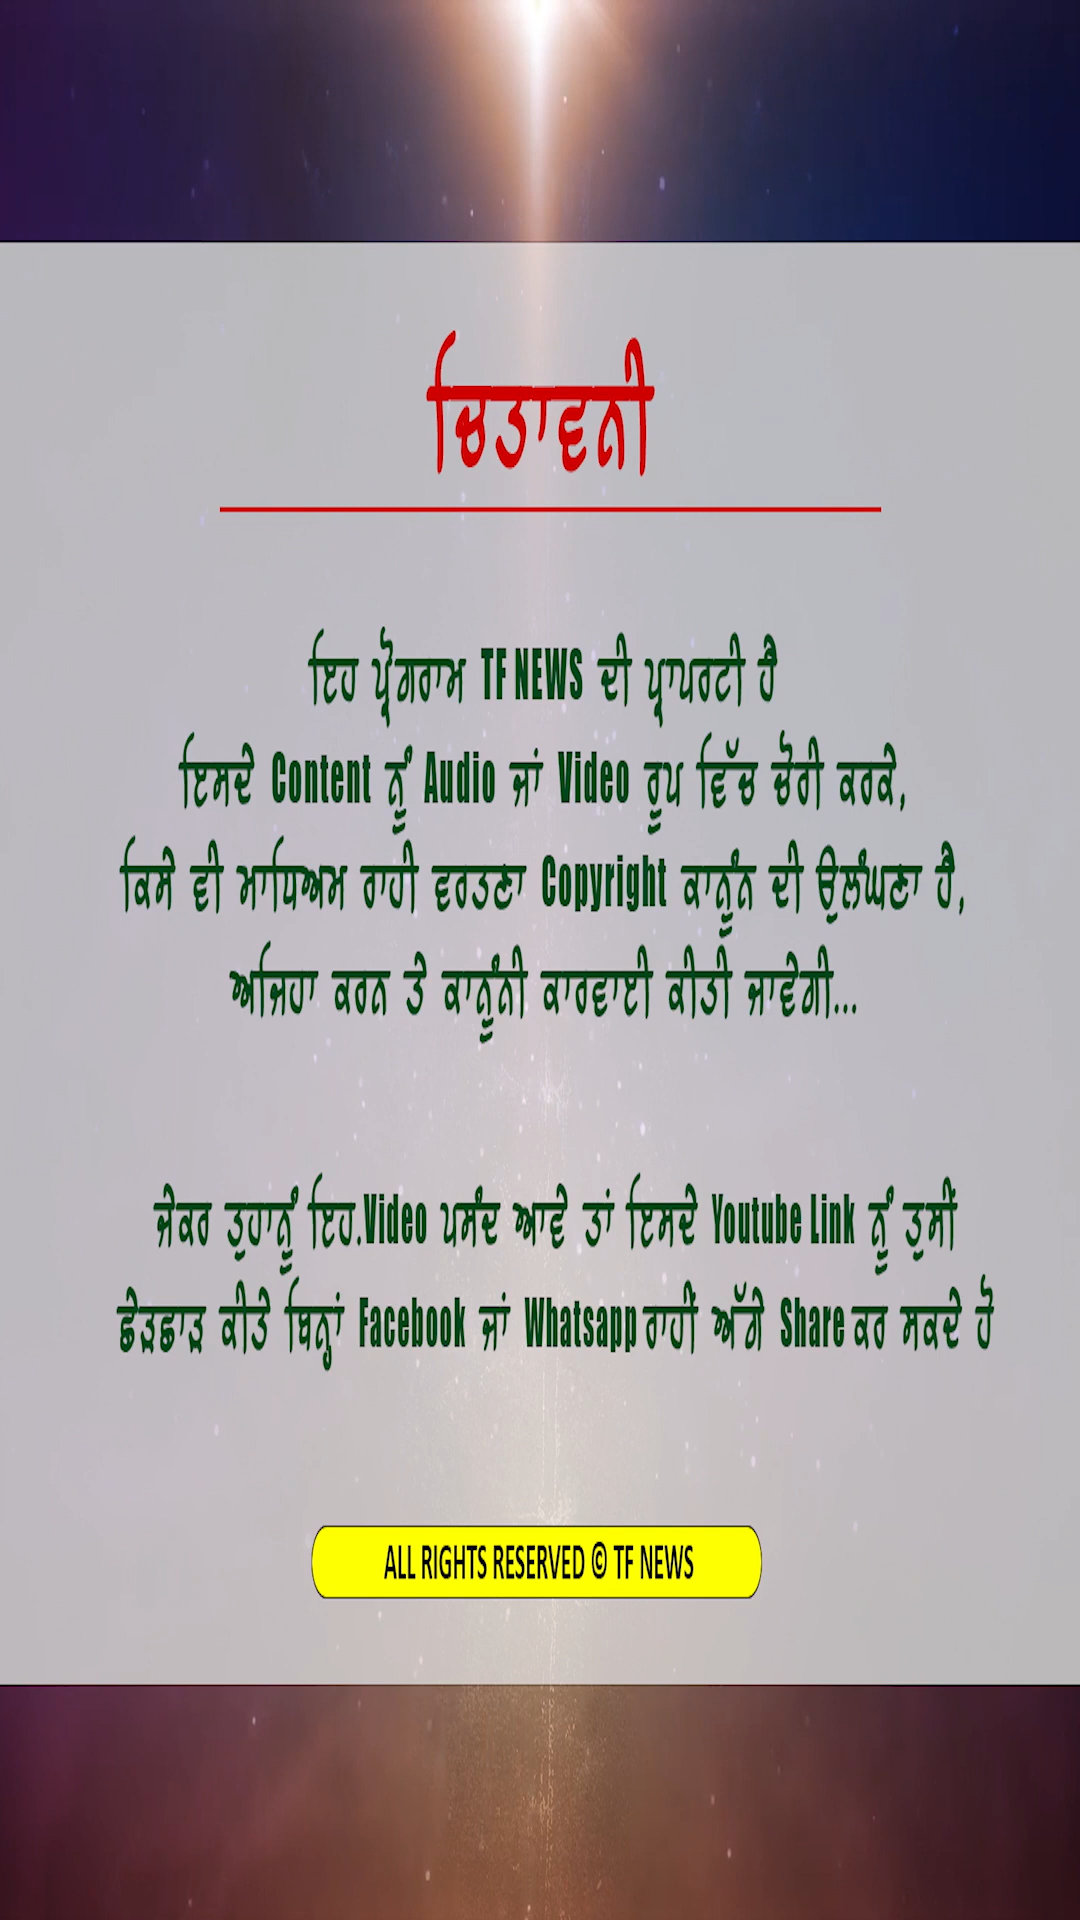 ਚਿਤਾਵਨੀ
ਇਹ ਪ੍ਰੋਗਰਾਮ TF NEWS ਦੀ ਪ੍ਰਾਪਰਟੀ ਹੈ
ਇਸਦੇ Content ਨੂੰ Audio ਜਾਂ Video ਰੂਪ ਵਿੱਚ ਚੋਰੀ ਕਰਕੇ,
ਕਿਸੇ ਵੀ ਮਾਧਿਅਮ ਰਾਹੀ ਵਰਤਣਾ Copyright ਕਾਨੂੰਨ ਦੀ ਉਲੰਘਣਾ ਹੈ,
ਅਜਿਹਾ ਕਰਨ ਤੇ ਕਾਨੂੰਨੀ ਕਾਰਵਾਈ ਕੀਤੀ ਜਾਵੇਗੀ...
ਜੇਕਰ ਤੁਹਾਨੂੰ ਇਹ.Video ਪਸੰਦ ਆਵੇ ਤਾਂ ਇਸਦੇ Youtube Link ਨੂੰ ਤੁਸੀਂ
ਛੇੜਛਾੜ ਕੀਤੇ ਬਿਨ੍ਹਾਂ Facebook ਜਾਂ Whatsapp ਰਾਹੀਂ ਅੱਗੇ Share ਕਰ ਸਕਦੇ ਹੋ
ALL RIGHTS RESERVED © TF NEWS